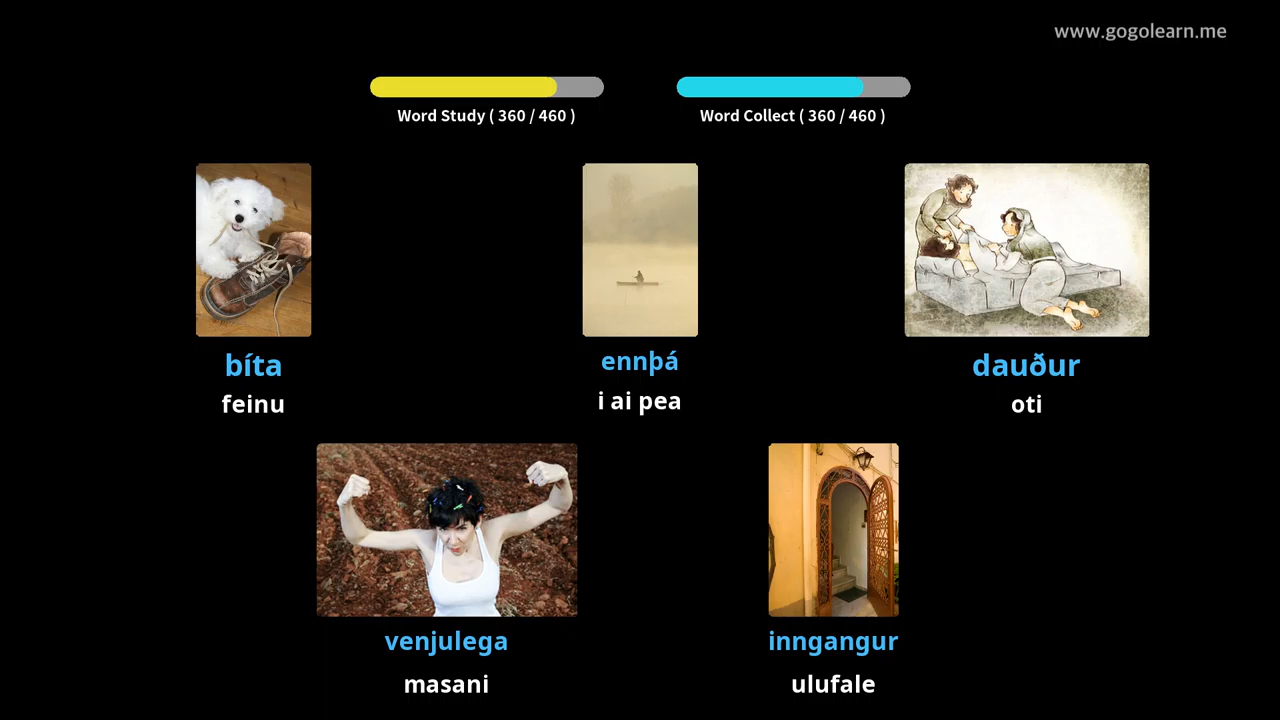 www.gogolearn.me
Word Study ( 360 / 460 )
Word Collect ( 360 / 460 )
bíta
feinu
ennþá
i ai pea
dauður
oti
venjulega
masani
inngangur
ulufale